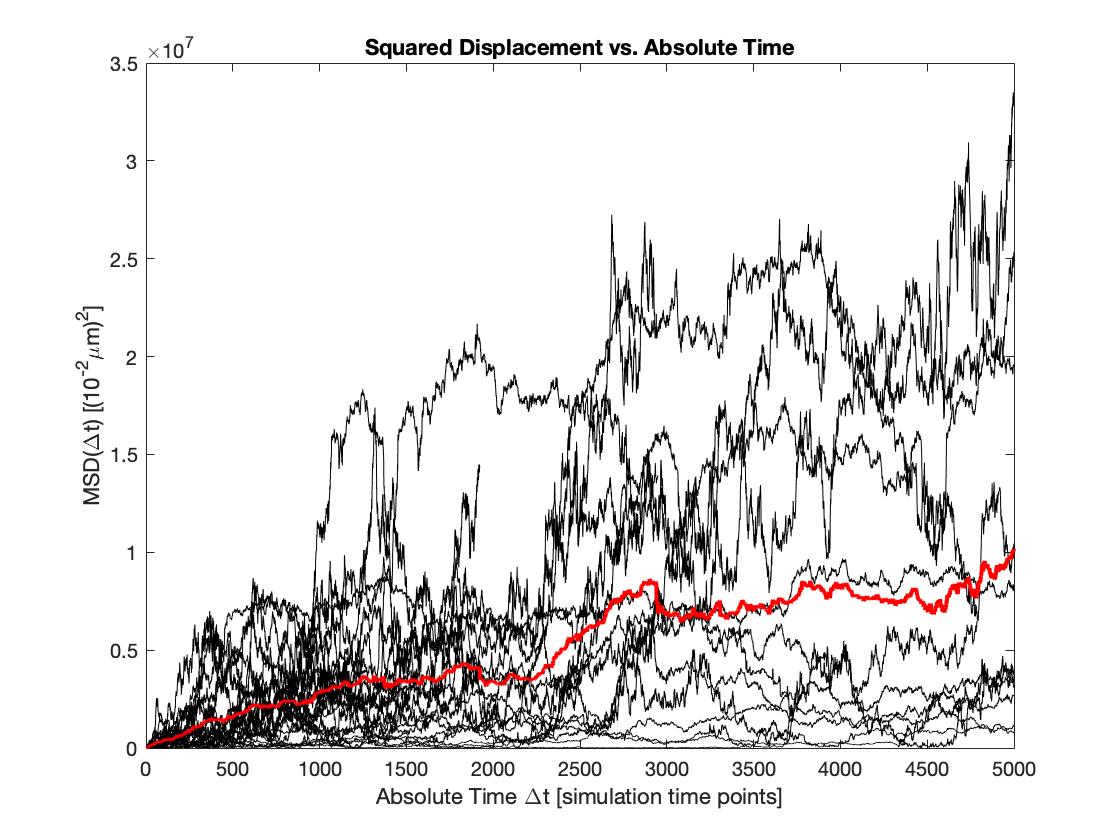 Squared Displacement vs. Absolute Time
×10^7
3.5
3
2.5
2
1.5
1
0.5
0
MSD(Δt) [(10^-2 μm)^2]
0 500 1000 1500 2000 2500 3000 3500 4000 4500 5000
Absolute Time Δt [simulation time points]